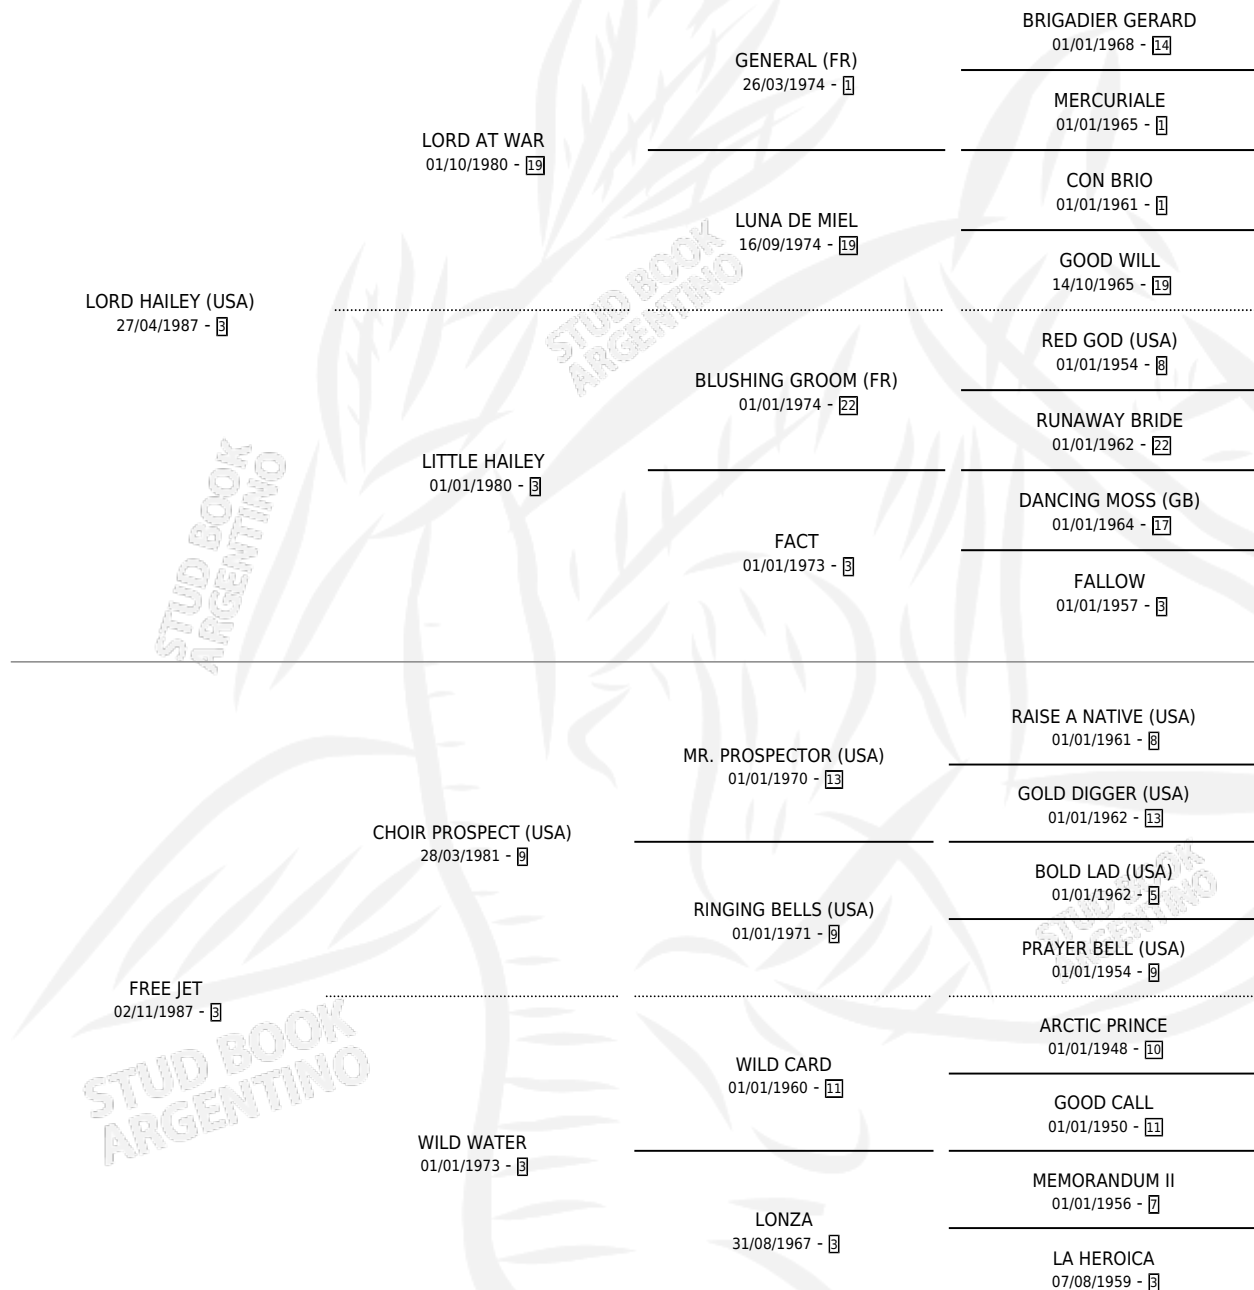 BRIGADIER GERARD
01/01/1968 - 14
GENERAL (FR)
26/03/1974 - 1
MERCURIALE
01/01/1965 - 1
LORD AT WAR
01/10/1980 - 19
CON BRIO
01/01/1961 - 1
LUNA DE MIEL
16/09/1974 - 19
GOOD WILL
14/10/1965 - 19
LORD HAILEY (USA)
27/04/1987 - 3
RED GOD (USA)
01/01/1954 - 8
BLUSHING GROOM (FR)
01/01/1974 - 22
RUNAWAY BRIDE
01/01/1962 - 22
LITTLE HAILEY
01/01/1980 - 3
DANCING MOSS (GB)
01/01/1964 - 17
FACT
01/01/1973 - 3
FALLOW
01/01/1957 - 3
RAISE A NATIVE (USA)
01/01/1961 - 8
MR. PROSPECTOR (USA)
01/01/1970 - 13
GOLD DIGGER (USA)
01/01/1962 - 13
CHOIR PROSPECT (USA)
28/03/1981 - 9
BOLD LAD (USA)
01/01/1962 - 5
RINGING BELLS (USA)
01/01/1971 - 9
PRAYER BELL (USA)
01/01/1954 - 9
FREE JET
02/11/1987 - 3
ARCTIC PRINCE
01/01/1948 - 10
WILD CARD
01/01/1960 - 11
GOOD CALL
01/01/1950 - 11
WILD WATER
01/01/1973 - 3
MEMORANDUM II
01/01/1956 - 7
LONZA
31/08/1967 - 3
LA HEROICA
07/08/1959 - 3
STUD BOOK
ARGENTINO
STUD BOOK
ARGENTINO
STUD BOOK
ARGENTINO
STUD BOOK
ARGENTINO